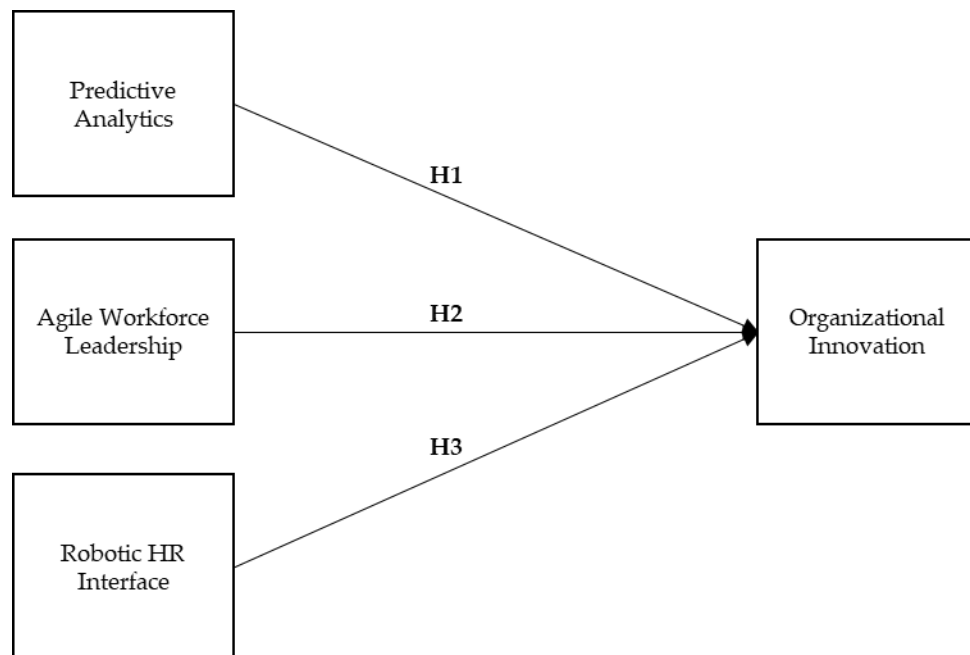 Predictive
Analytics
H1
Agile Workforce
Leadership
H2
Organizational
Innovation
H3
Robotic HR
Interface